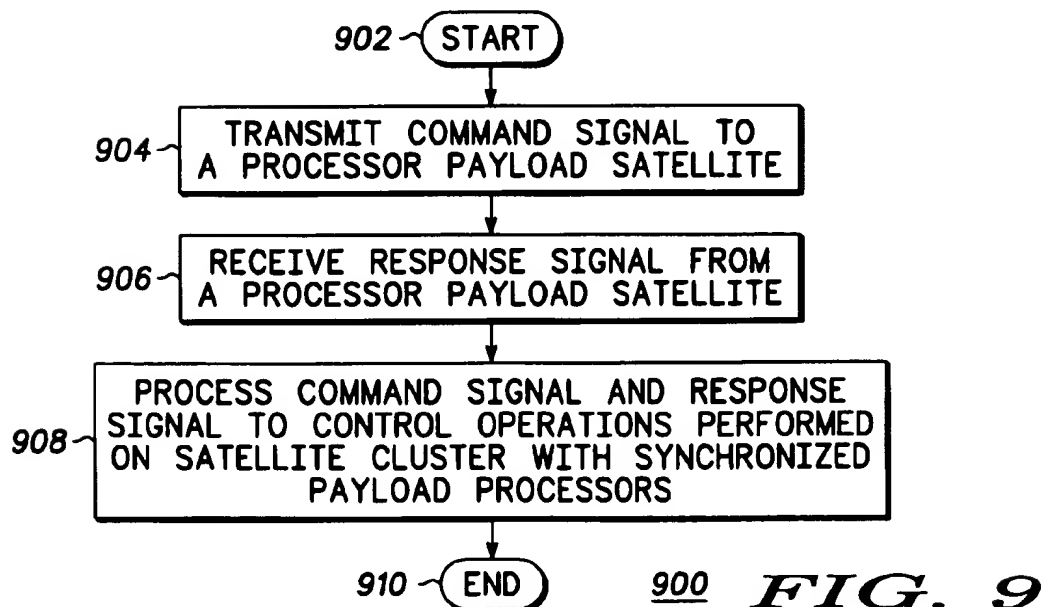 902 START
904 TRANSMIT COMMAND SIGNAL TO
A PROCESSOR PAYLOAD SATELLITE
906 RECEIVE RESPONSE SIGNAL FROM
A PROCESSOR PAYLOAD SATELLITE
PROCESS COMMAND SIGNAL AND RESPONSE
908 SIGNAL TO CONTROL OPERATIONS PERFORMED
ON SATELLITE CLUSTER WITH SYNCHRONIZED
PAYLOAD PROCESSORS
910 END
900 FIG. 9